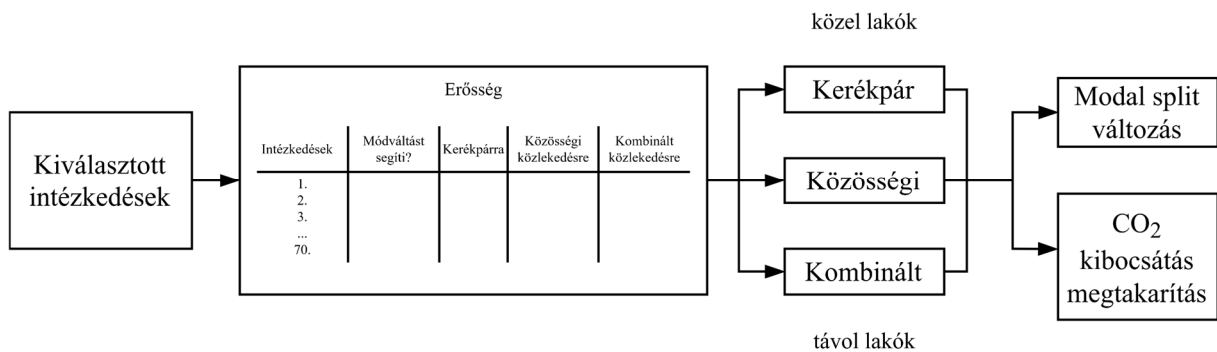 közel lakók
Kiválasztott
intézkedések
Erősség
Intézkedések
Módváltást
segíti?
Kerékpárra
Közösségi
közlekedésre
Kombinált
közlekedésre
1.
2.
3.
...
70.
Kerékpár
Közösségi
Kombinált
Modal split
változás
CO2
kibocsátás
megtakarítás
távol lakók